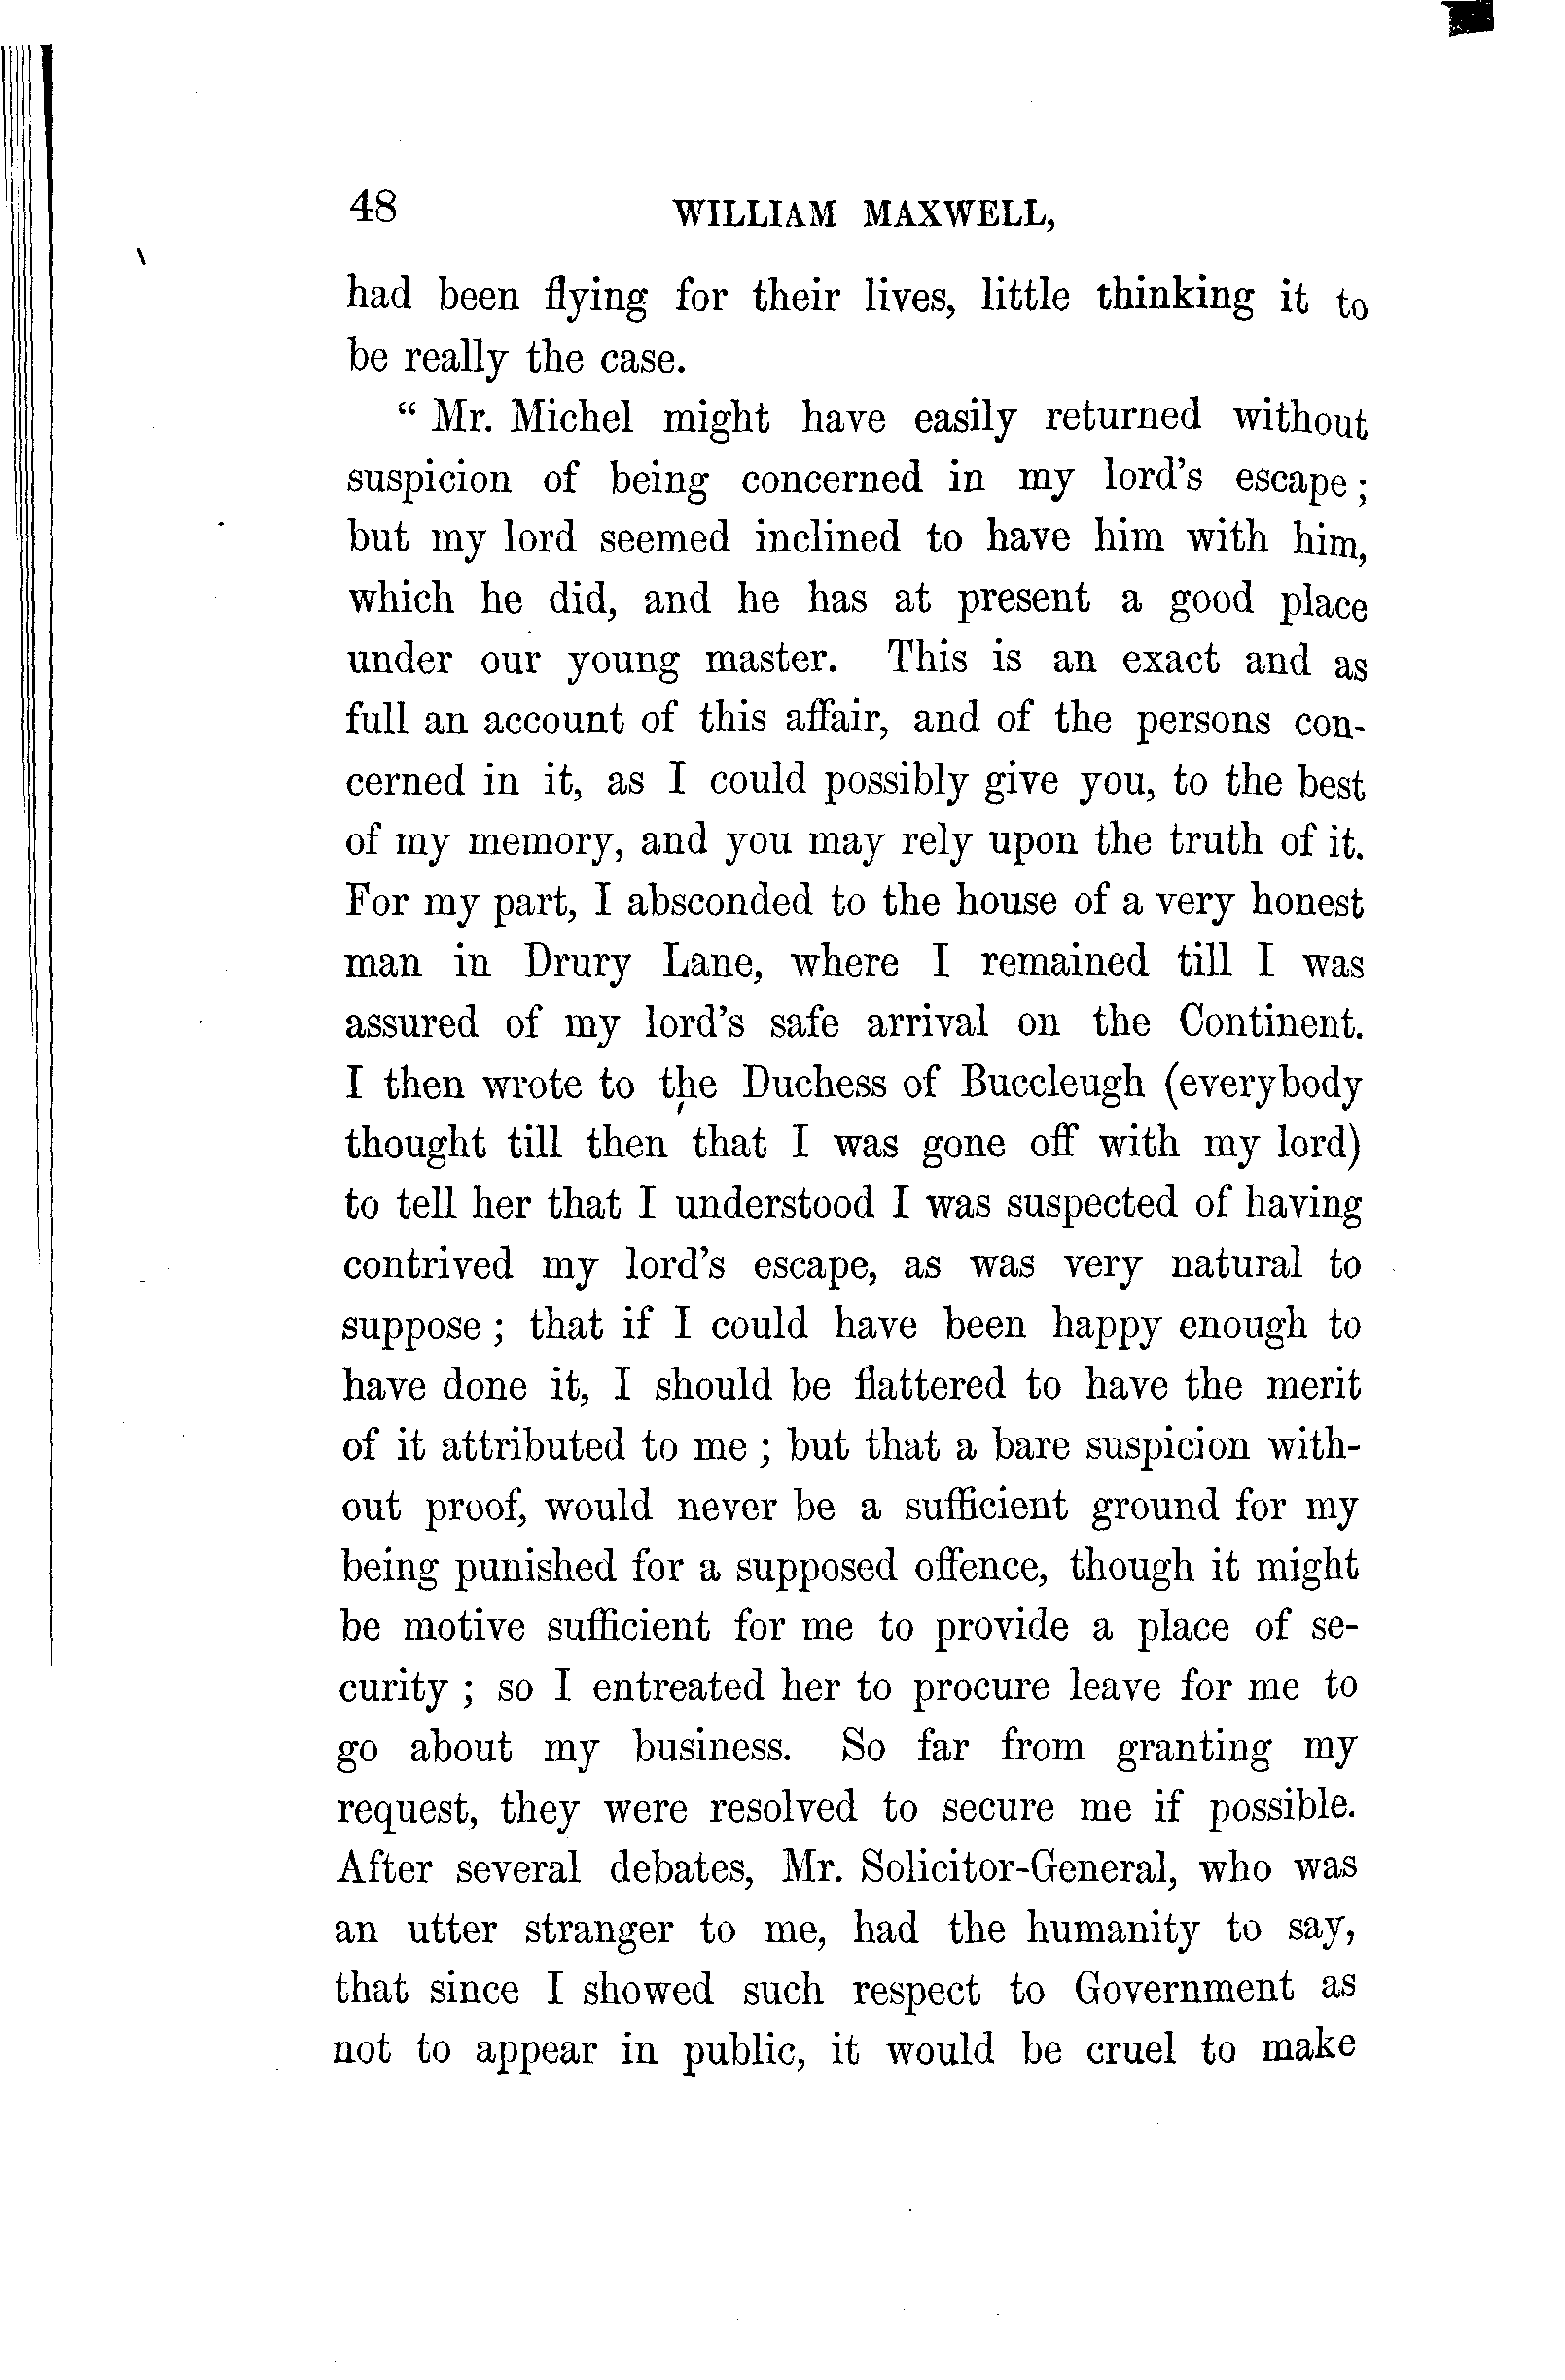 48 WILLIAM MAXWELL,
had been flying for their lives, little thinking it to
be really the case.
“ Mr. Michel might have easily returned without
suspicion of being concerned in my lord's escape ;
but my lord seemed inclined to have him with him,
which he did, and he has at present a good place
under our young master. This is an exact and as
full an account of this affair, and of the persons con-
cerned in it, as I could possibly give you, to the best
of my memory, and you may rely upon the truth of it.
For my part, I absconded to the house of a very honest
man in Drury Lane, where I remained till I was
assured of my lord's safe arrival on the Continent.
I then wrote to the Duchess of Buccleugh (everybody
thought till then that I was gone off with my lord)
to tell her that I understood I was suspected of having
contrived my lord's escape, as was very natural to
suppose ; that if I could have been happy enough to
have done it, I should be flattered to have the merit
of it attributed to me ; but that a bare suspicion with-
out proof, would never be a sufficient ground for my
being punished for a supposed offence, though it might
be motive sufficient for me to provide a place of se-
curity ; so I entreated her to procure leave for me to
go about my business. So far from granting my
request, they were resolved to secure me if possible.
After several debates, Mr. Solicitor-General, who was
an utter stranger to me, had the humanity to say,
that since I showed such respect to Government as
not to appear in public, it would be cruel to make